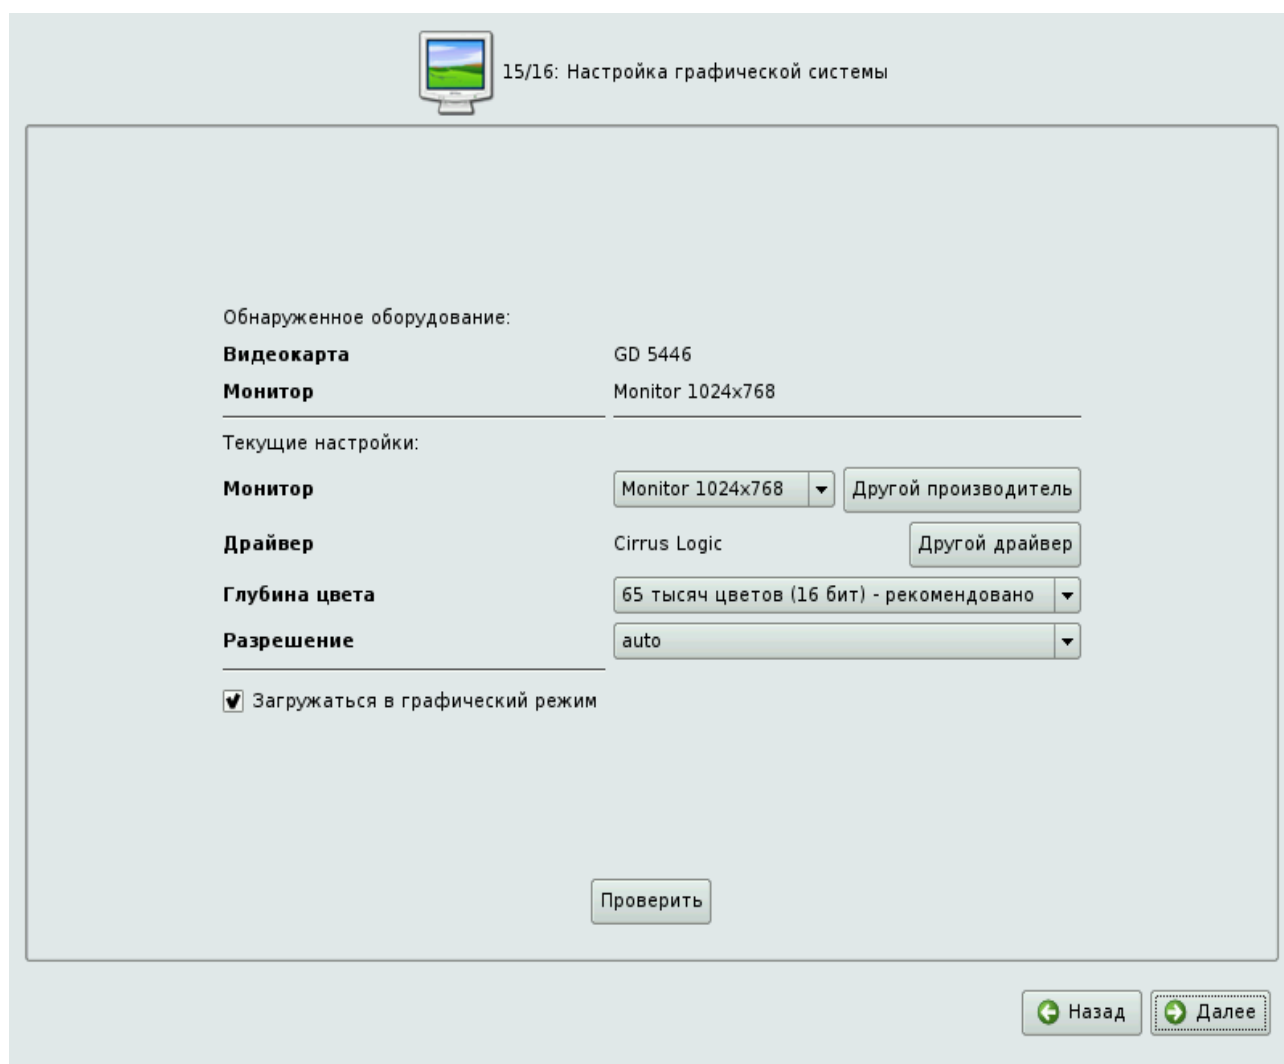 15/16: Настройка графической системы
Обнаруженное оборудование:
Видеокарта GD 5446
Монитор Monitor 1024x768
Текущие настройки:
Монитор Monitor 1024x768 Другой производитель
Драйвер Cirrus Logic Другой драйвер
Глубина цвета 65 тысяч цветов (16 бит) - рекомендовано
Разрешение auto
Загружаться в графический режим
Проверить
Назад Далее